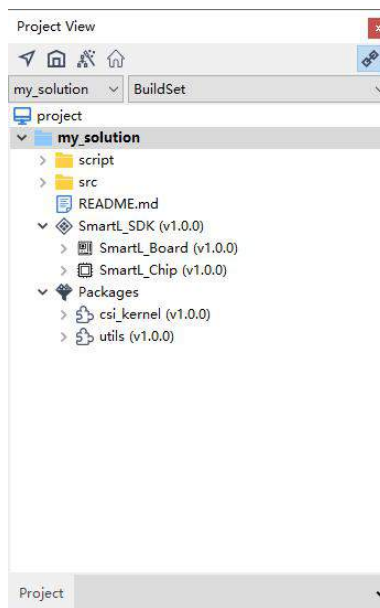 Project View
my_solution BuildSet
project
my_solution
script
src
README.md
SmartL_SDK (v1.0.0)
SmartL_Board (v1.0.0)
SmartL_Chip (v1.0.0)
Packages
csi_kernel (v1.0.0)
utils (v1.0.0)
Project